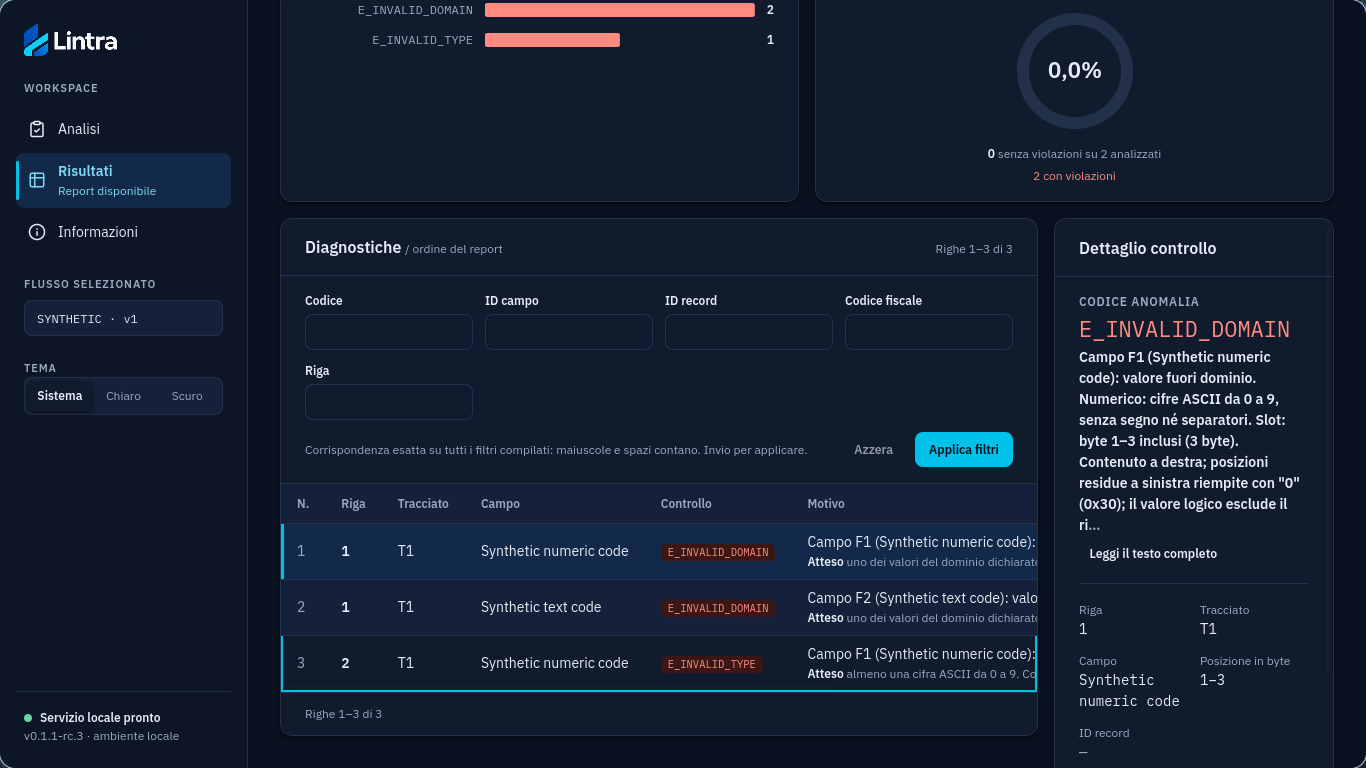 Lintra
WORKSPACE
Analisi
Risultati
Report disponibile
Informazioni
FLUSSO SELEZIONATO
SYNTHETIC · v1
TEMA
Sistema Chiaro Scuro
Servizio locale pronto
v0.1.1-rc.3 · ambiente locale
E_INVALID_DOMAIN 2
E_INVALID_TYPE 1
0,0%
0 senza violazioni su 2 analizzati
2 con violazioni
Diagnostiche / ordine del report Righe 1–3 di 3
Codice ID campo ID record Codice fiscale
Riga
Corrispondenza esatta su tutti i filtri compilati: maiuscole e spazi contano. Invio per applicare. Azzera Applica filtri
N. Riga Tracciato Campo Controllo Motivo
1 1 T1 Synthetic numeric code E_INVALID_DOMAIN Campo F1 (Synthetic numeric code):
Atteso uno dei valori del dominio dichiarato
2 1 T1 Synthetic text code E_INVALID_DOMAIN Campo F2 (Synthetic text code): valo
Atteso uno dei valori del dominio dichiarato
3 2 T1 Synthetic numeric code E_INVALID_TYPE Campo F1 (Synthetic numeric code):
Atteso almeno una cifra ASCII da 0 a 9. Co
Righe 1–3 di 3
Dettaglio controllo
CODICE ANOMALIA
E_INVALID_DOMAIN
Campo F1 (Synthetic numeric
code): valore fuori dominio.
Numerico: cifre ASCII da 0 a 9,
senza segno né separatori. Slot:
byte 1–3 inclusi (3 byte).
Contenuto a destra; posizioni
residue a sinistra riempite con "0"
(0x30); il valore logico esclude il
ri…
Leggi il testo completo
Riga Tracciato
1 T1
Campo Posizione in byte
Synthetic 1–3
numeric code
ID record
—